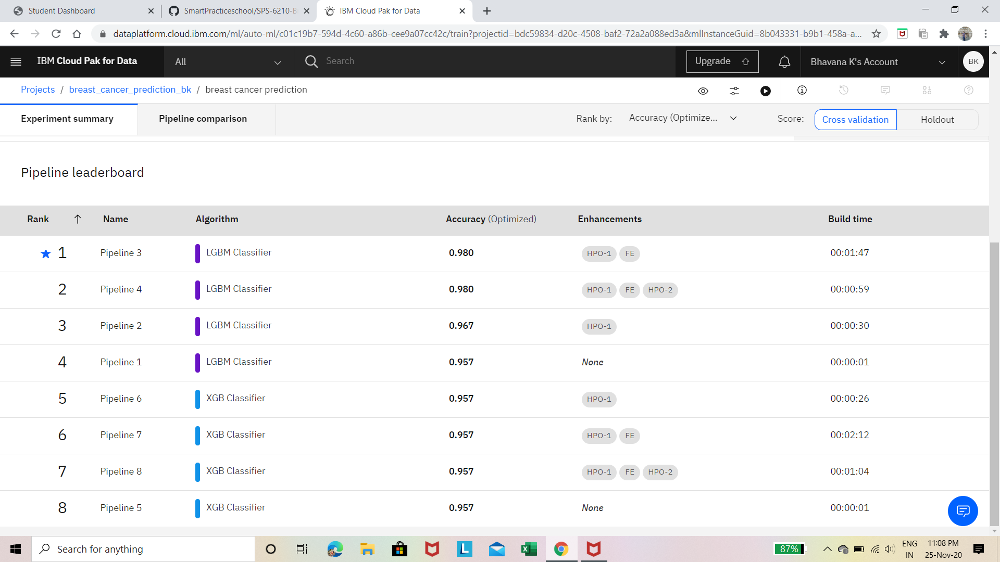 Student Dashboard
SmartPracticeschool/SPS-6210-B
IBM Cloud Pak for Data
dataplatform.cloud.ibm.com/ml/auto-ml/c01c19b7-594d-4c60-a86b-cee9a07cc42c/train?projectid=bdc59834-d20c-4508-baf2-72a2a088ed3a&mlInstanceGuid=8b043331-b9b1-458a-a...
IBM Cloud Pak for Data
All
Search
Upgrade
Bhavana K's Account
BK
Projects / breast_cancer_prediction_bk / breast cancer prediction
Experiment summary
Pipeline comparison
Rank by: Accuracy (Optimize...
Score: Cross validation Holdout
Pipeline leaderboard
Rank Name Algorithm Accuracy (Optimized) Enhancements Build time
1 Pipeline 3 LGBM Classifier 0.980 HPO-1 FE 00:01:47
2 Pipeline 4 LGBM Classifier 0.980 HPO-1 FE HPO-2 00:00:59
3 Pipeline 2 LGBM Classifier 0.967 HPO-1 00:00:30
4 Pipeline 1 LGBM Classifier 0.957 None 00:00:01
5 Pipeline 6 XGB Classifier 0.957 HPO-1 00:00:26
6 Pipeline 7 XGB Classifier 0.957 HPO-1 FE 00:02:12
7 Pipeline 8 XGB Classifier 0.957 HPO-1 FE HPO-2 00:01:04
8 Pipeline 5 XGB Classifier 0.957 None 00:00:01
Search for anything
L
87%
ENG
IN
11:08 PM
25-Nov-20